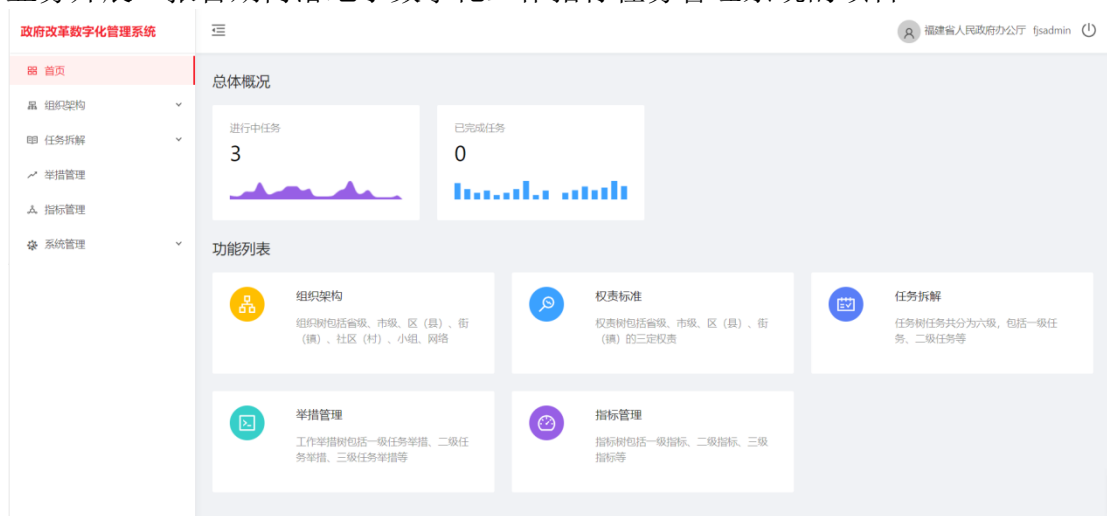 政府改革数字化管理系统
福建省人民政府办公厅 fjsadmin
首页
组织架构
任务拆解
举措管理
指标管理
系统管理
总体概况
进行中任务
3
已完成任务
0
功能列表
组织架构
组织树包括省级、市级、区（县）、街
（镇）、社区（村）、小组、网络
权责标准
权责树包括省级、市级、区（县）、街
（镇）的三定权责
任务拆解
任务树任务共分为六级，包括一级任
务、二级任务等
举措管理
工作举措树包括一级任务举措、二级任
务举措、三级任务举措等
指标管理
指标树包括一级指标、二级指标、三级
指标等